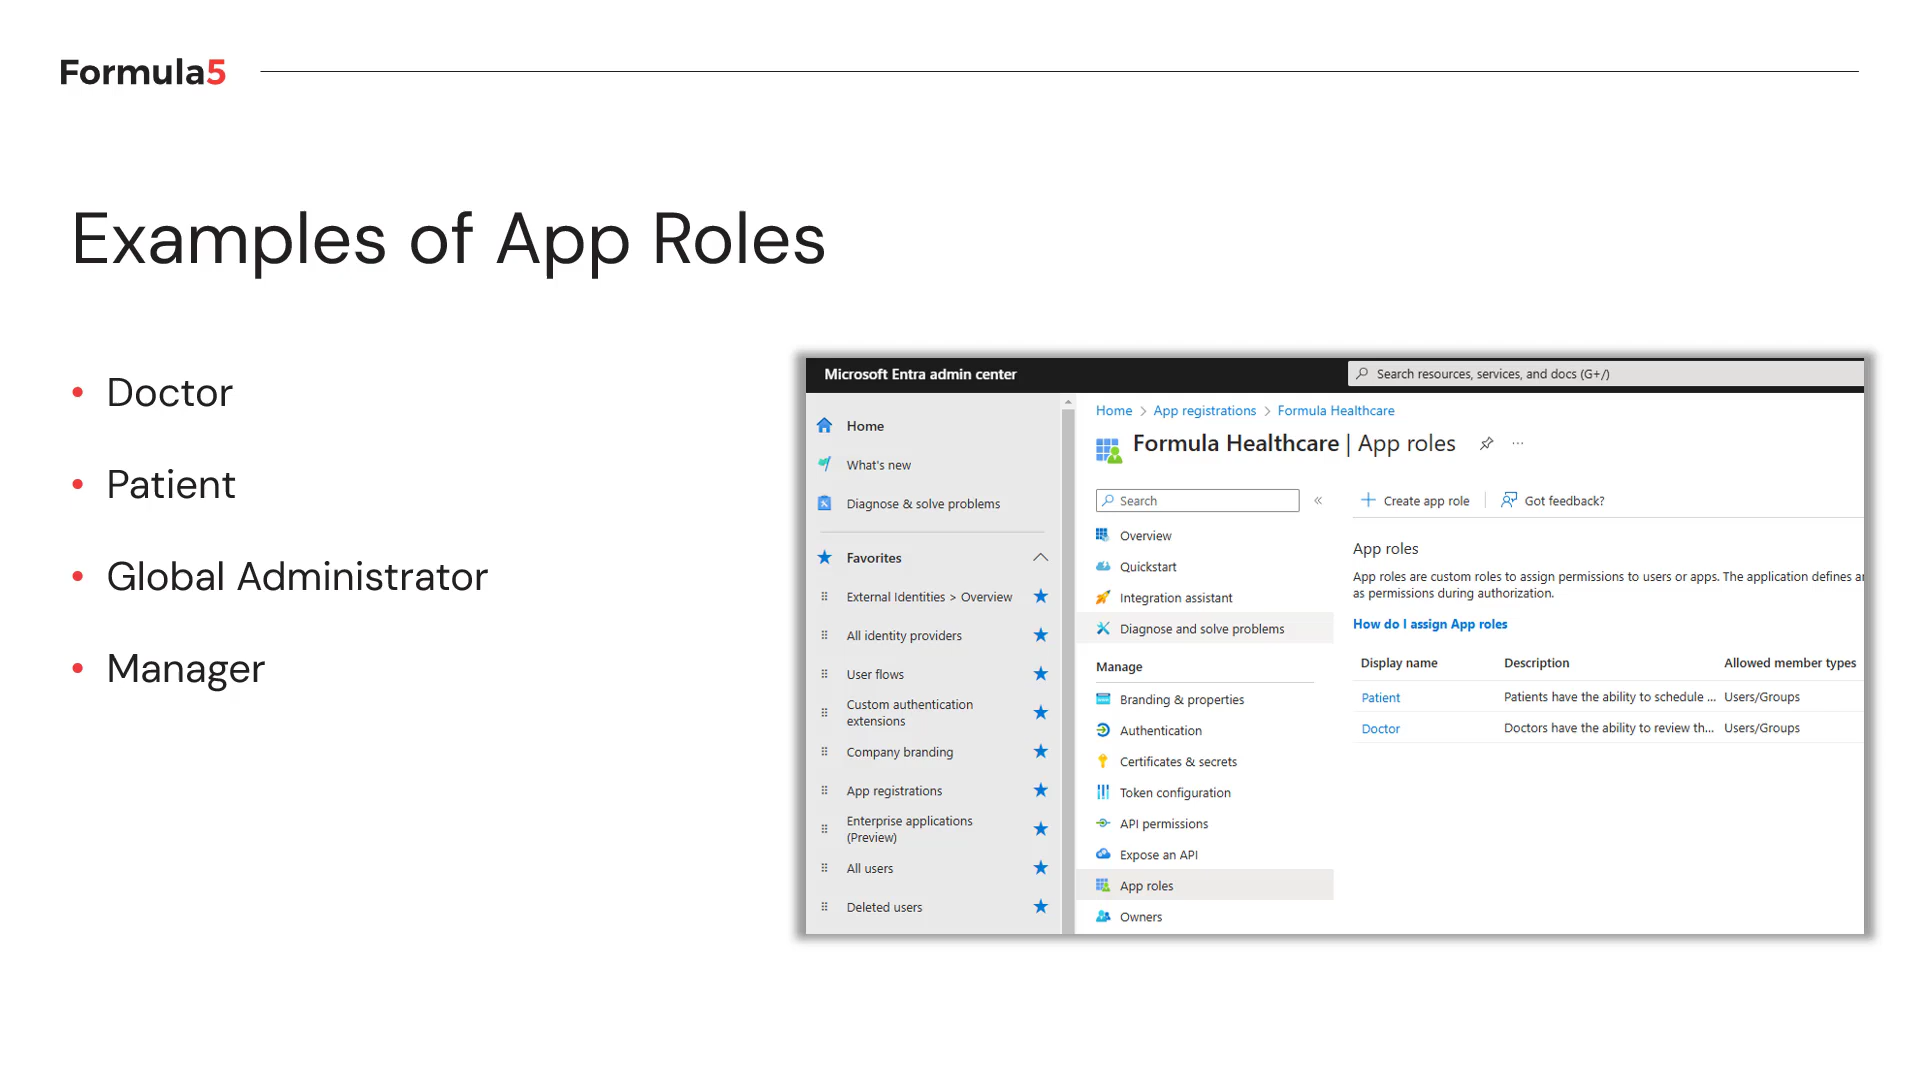 Formula5
Examples of App Roles
• Doctor
• Patient
• Global Administrator
• Manager
Microsoft Entra admin center
Search resources, services, and docs (G+/)
Home
What's new
Diagnose & solve problems
Favorites
External Identities > Overview
All identity providers
User flows
Custom authentication
extensions
Company branding
App registrations
Enterprise applications
(Preview)
All users
Deleted users
Home > App registrations > Formula Healthcare
Formula Healthcare | App roles
Search
Overview
Quickstart
Integration assistant
Diagnose and solve problems
Manage
Branding & properties
Authentication
Certificates & secrets
Token configuration
API permissions
Expose an API
App roles
Owners
Create app role
Got feedback?
App roles
App roles are custom roles to assign permissions to users or apps. The application defines
as permissions during authorization.
How do I assign App roles
Display name Description Allowed member types
Patient Patients have the ability to schedule ... Users/Groups
Doctor Doctors have the ability to review th... Users/Groups